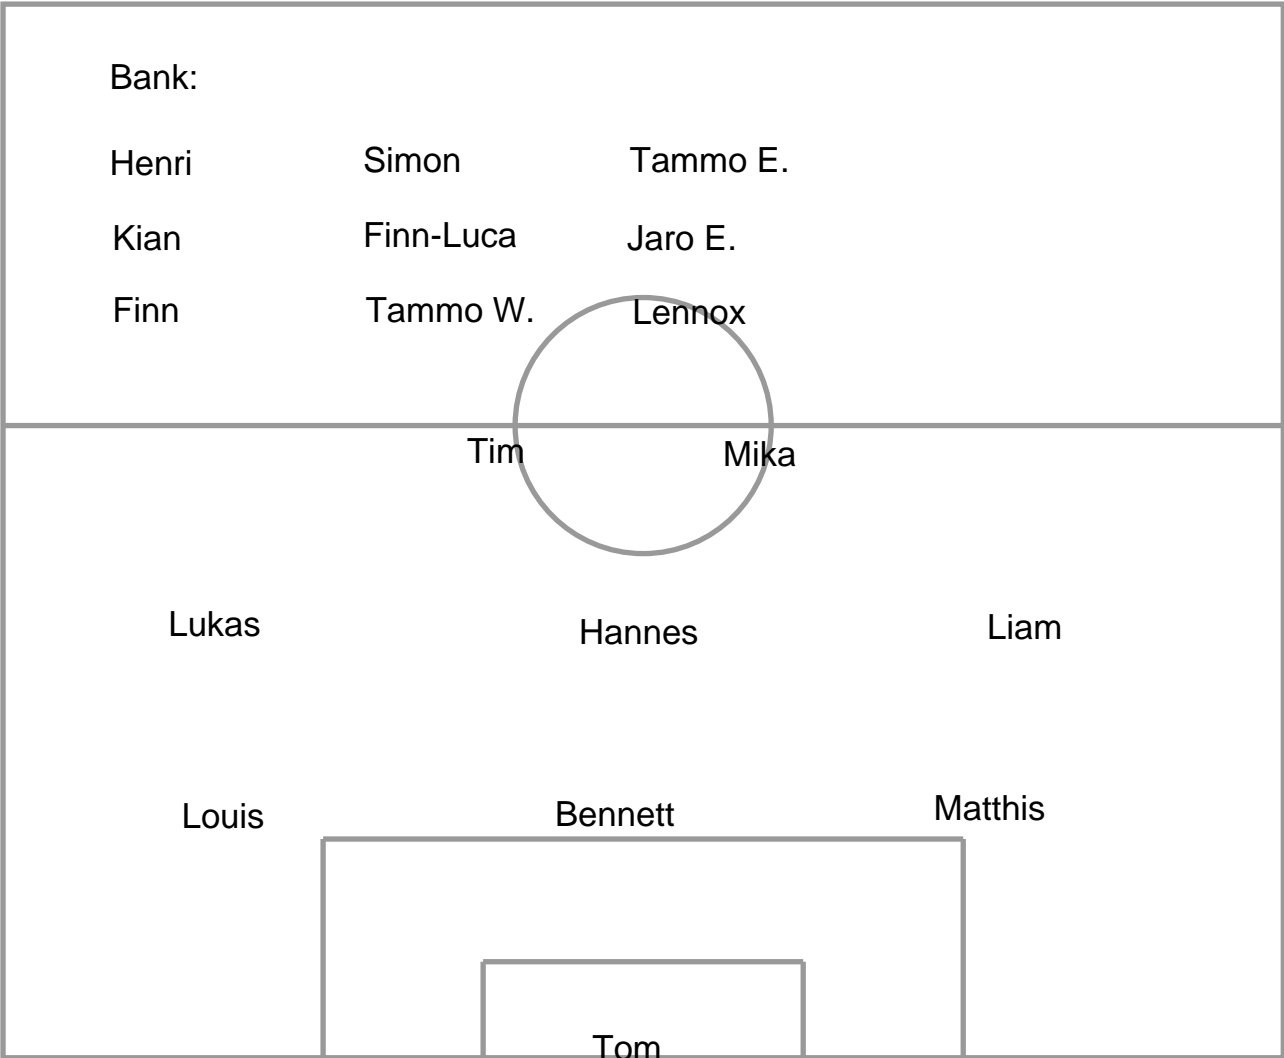 Bank:
Henri Simon Tammo E.
Kian Finn-Luca Jaro E.
Finn Tammo W. Lennox
Tim Mika
Lukas Hannes Liam
Louis Bennett Matthis
Tom